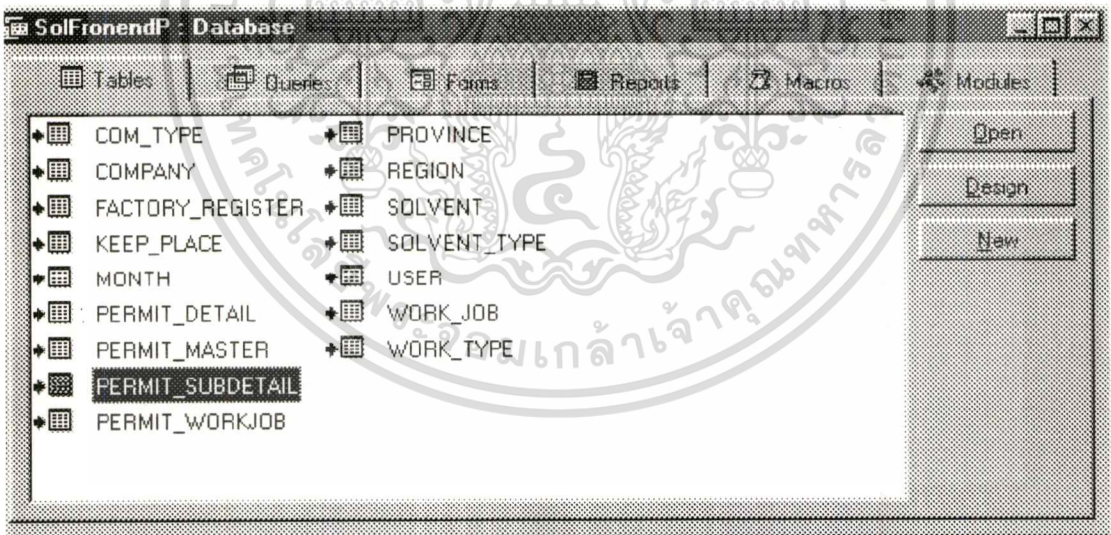 SolFronendP : Database
Tables
Queries
Forms
Reports
Macros
Modules
COM_TYPE
COMPANY
FACTORY_REGISTER
KEEP_PLACE
MONTH
PERMIT_DETAIL
PERMIT_MASTER
PERMIT_SUBDETAIL
PERMIT_WORKJOB
PROVINCE
REGION
SOLVENT
SOLVENT_TYPE
USER
WORK_JOB
WORK_TYPE
Open
Design
New